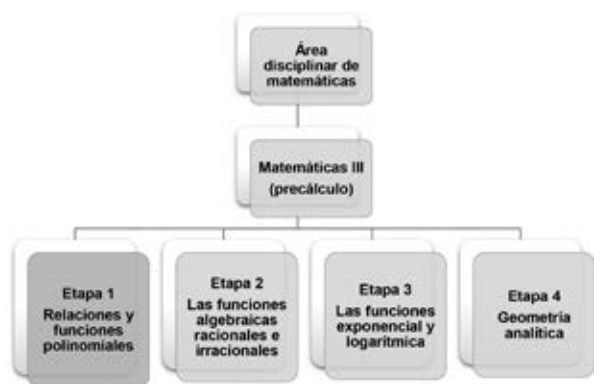 Área
disciplinar de
matemáticas
Matemáticas III
(precálculo)
Etapa 1
Relaciones y
funciones
polinomiales
Etapa 2
Las funciones
algebraicas
racionales e
irracionales
Etapa 3
Las funciones
exponencial y
logarítmica
Etapa 4
Geometría
analítica